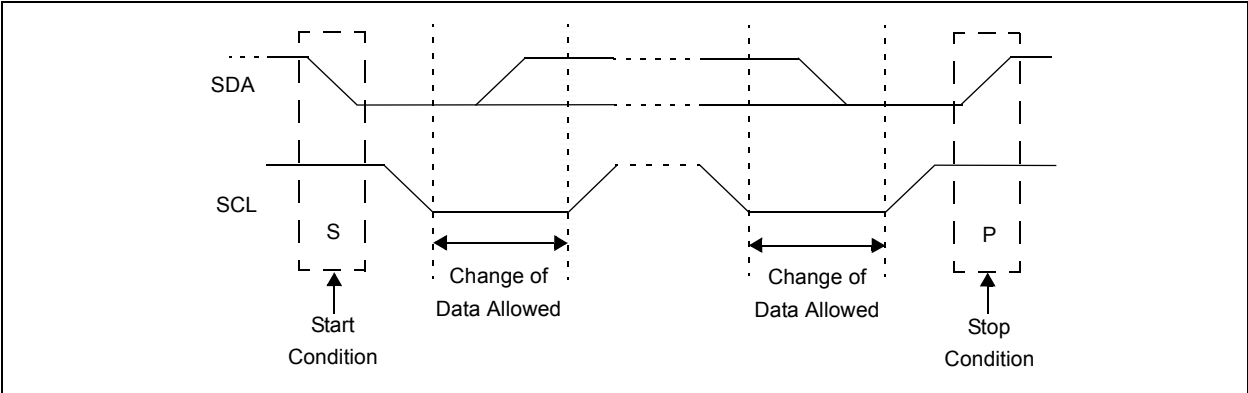 SDA
SCL
S
P
Change of
Data Allowed
Change of
Data Allowed
Start
Condition
Stop
Condition